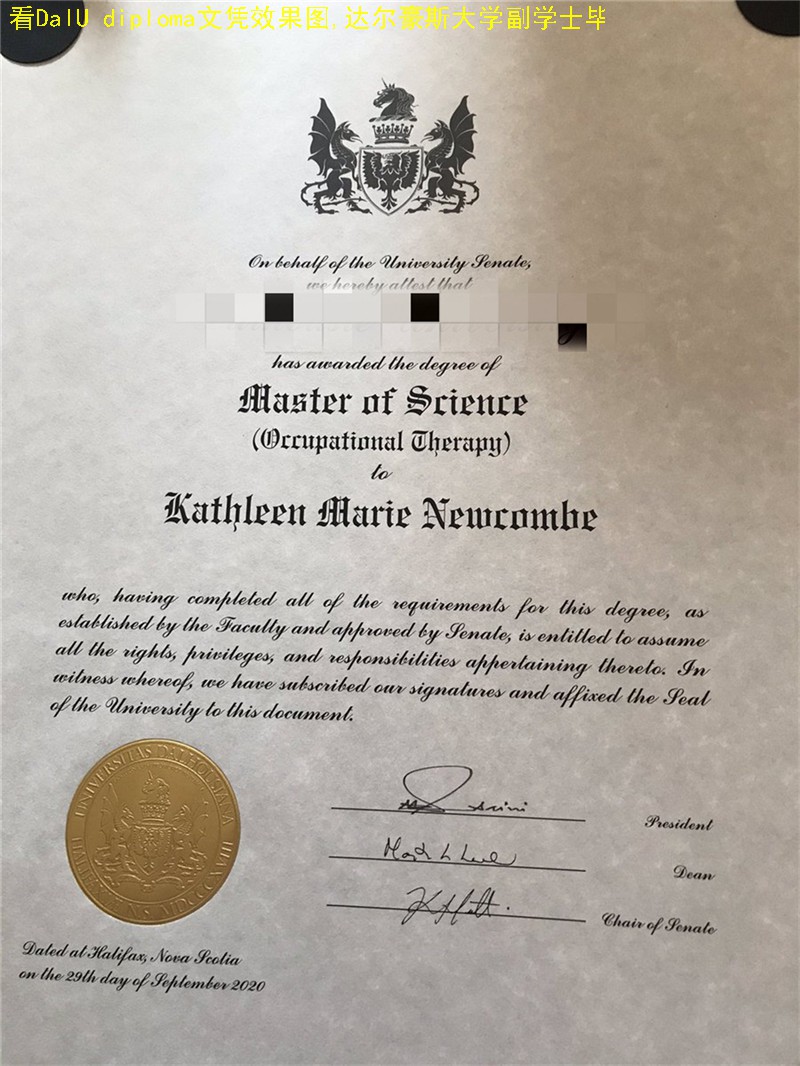 看DalU diploma文凭效果图.达尔豪斯大学副学士毕
On behalf of the University Senate,
we hereby attest that
has awarded the degree of
Master of Science
(Occupational Therapy)
to
Kathleen Marie Newcombe
who, having completed all of the requirements for this degree, as
established by the Faculty and approved by Senate, is entitled to assume
all the rights, privileges, and responsibilities appertaining thereto. In
witness whereof, we have subscribed our signatures and affixed the Seal
of the University to this document.
UNIVERSITAS DALHOUSIANA
President
Dean
Chair of Senate
Dated at Halifax, Nova Scotia
on the 29th day of September 2020